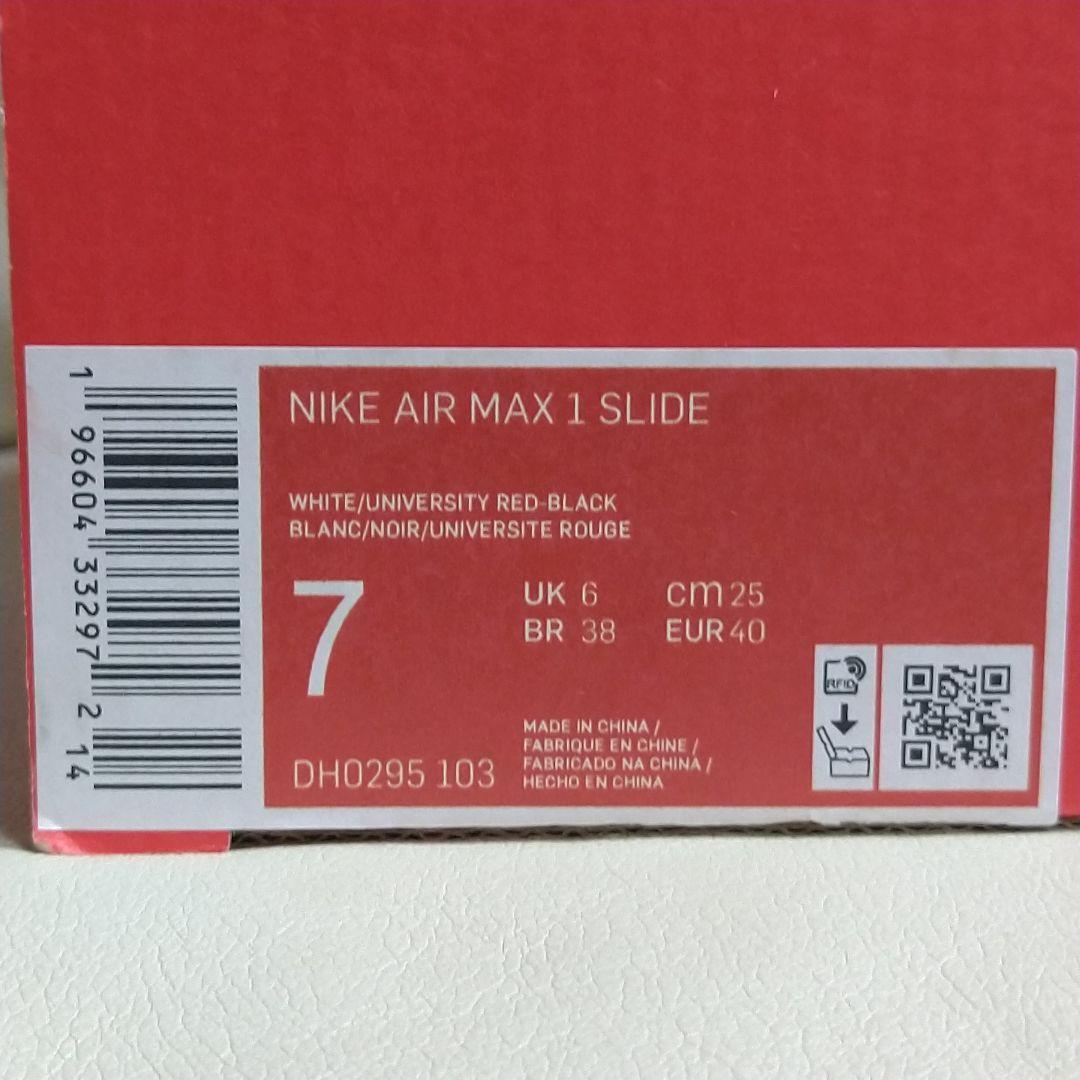 NIKE AIR MAX 1 SLIDE
WHITE/UNIVERSITY RED-BLACK
BLANC/NOIR/UNIVERSITE ROUGE
7
UK 6 cm 25
BR 38 EUR 40
DH0295 103
MADE IN CHINA /
FABRIQUE EN CHINE /
FABRICADO NA CHINA /
HECHO EN CHINA
RFID
1 96604 33297 2 14